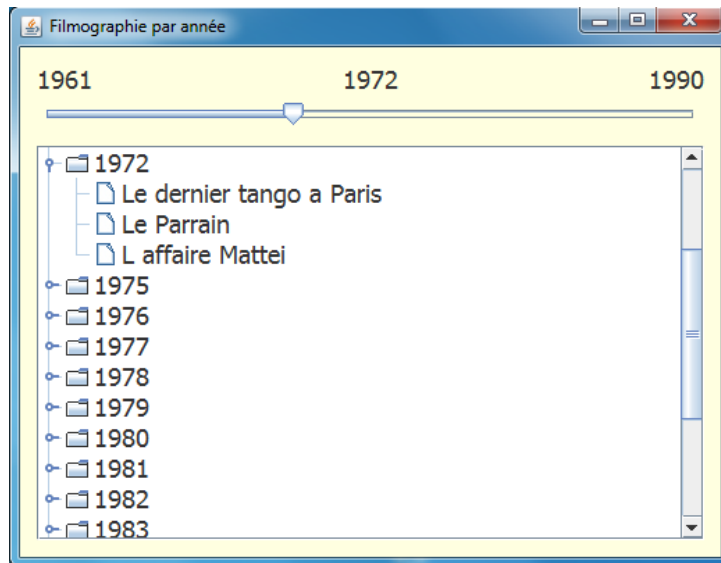 Filmographie par année
1961 1972 1990
1972
Le dernier tango a Paris
Le Parrain
L affaire Mattei
1975
1976
1977
1978
1979
1980
1981
1982
1983